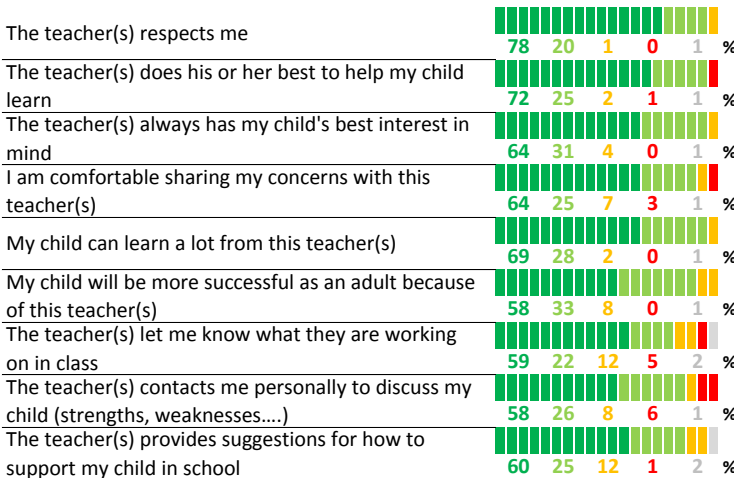 The teacher(s) respects me
78 20 1 0 1 %
The teacher(s) does his or her best to help my child
learn
72 25 2 1 1 %
The teacher(s) always has my child's best interest in
mind
64 31 4 0 1 %
I am comfortable sharing my concerns with this
teacher(s)
64 25 7 3 1 %
My child can learn a lot from this teacher(s)
69 28 2 0 1 %
My child will be more successful as an adult because
of this teacher(s)
58 33 8 0 1 %
The teacher(s) let me know what they are working
on in class
59 22 12 5 2 %
The teacher(s) contacts me personally to discuss my
child (strengths, weaknesses….)
58 26 8 6 1 %
The teacher(s) provides suggestions for how to
support my child in school
60 25 12 1 2 %